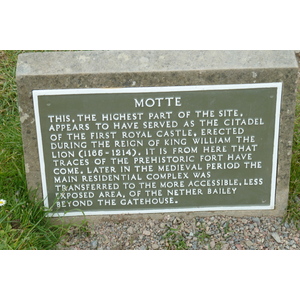 MOTTE
THIS, THE HIGHEST PART OF THE SITE,
APPEARS TO HAVE SERVED AS THE CITADEL
OF THE FIRST ROYAL CASTLE, ERECTED
DURING THE REIGN OF KING WILLIAM THE
LION (1166-1214). IT IS FROM HERE THAT
TRACES OF THE PREHISTORIC FORT HAVE
COME. LATER IN THE MEDIEVAL PERIOD THE
MAIN RESIDENTIAL COMPLEX WAS
TRANSFERRED TO THE MORE ACCESSIBLE, LESS
EXPOSED AREA, OF THE NETHER BAILEY
BEYOND THE GATEHOUSE.